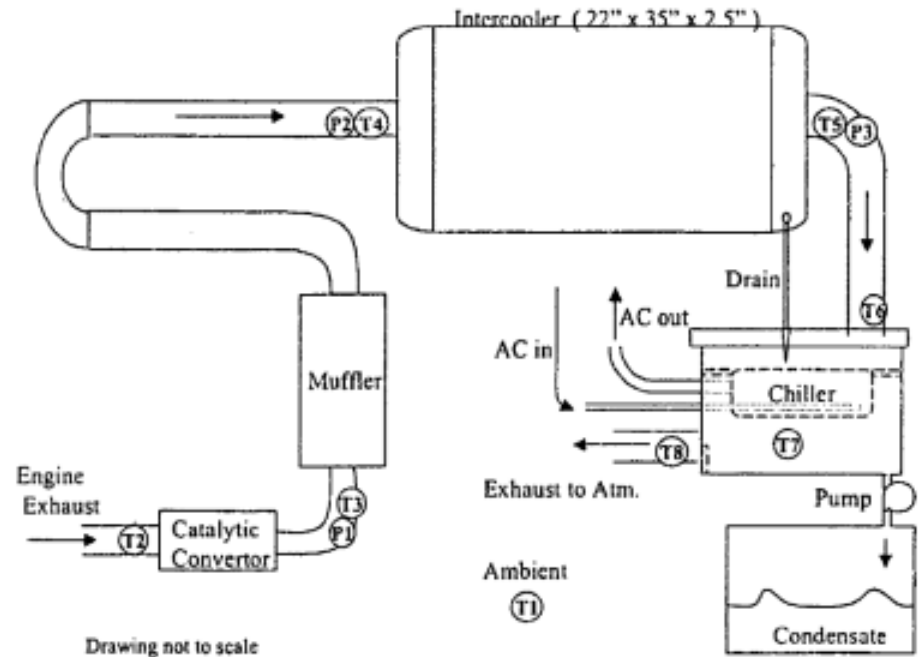 Intercooler ( 22” x 35” x 2.5” )
P2 T4
T5 P3
Drain
T6
AC out
AC in
Muffler
Chiller
T7
T8
Engine
Exhaust
T3
Exhaust to Atm.
Pump
P1
T2
Catalytic
Convertor
Ambient
T1
Condensate
Drawing not to scale